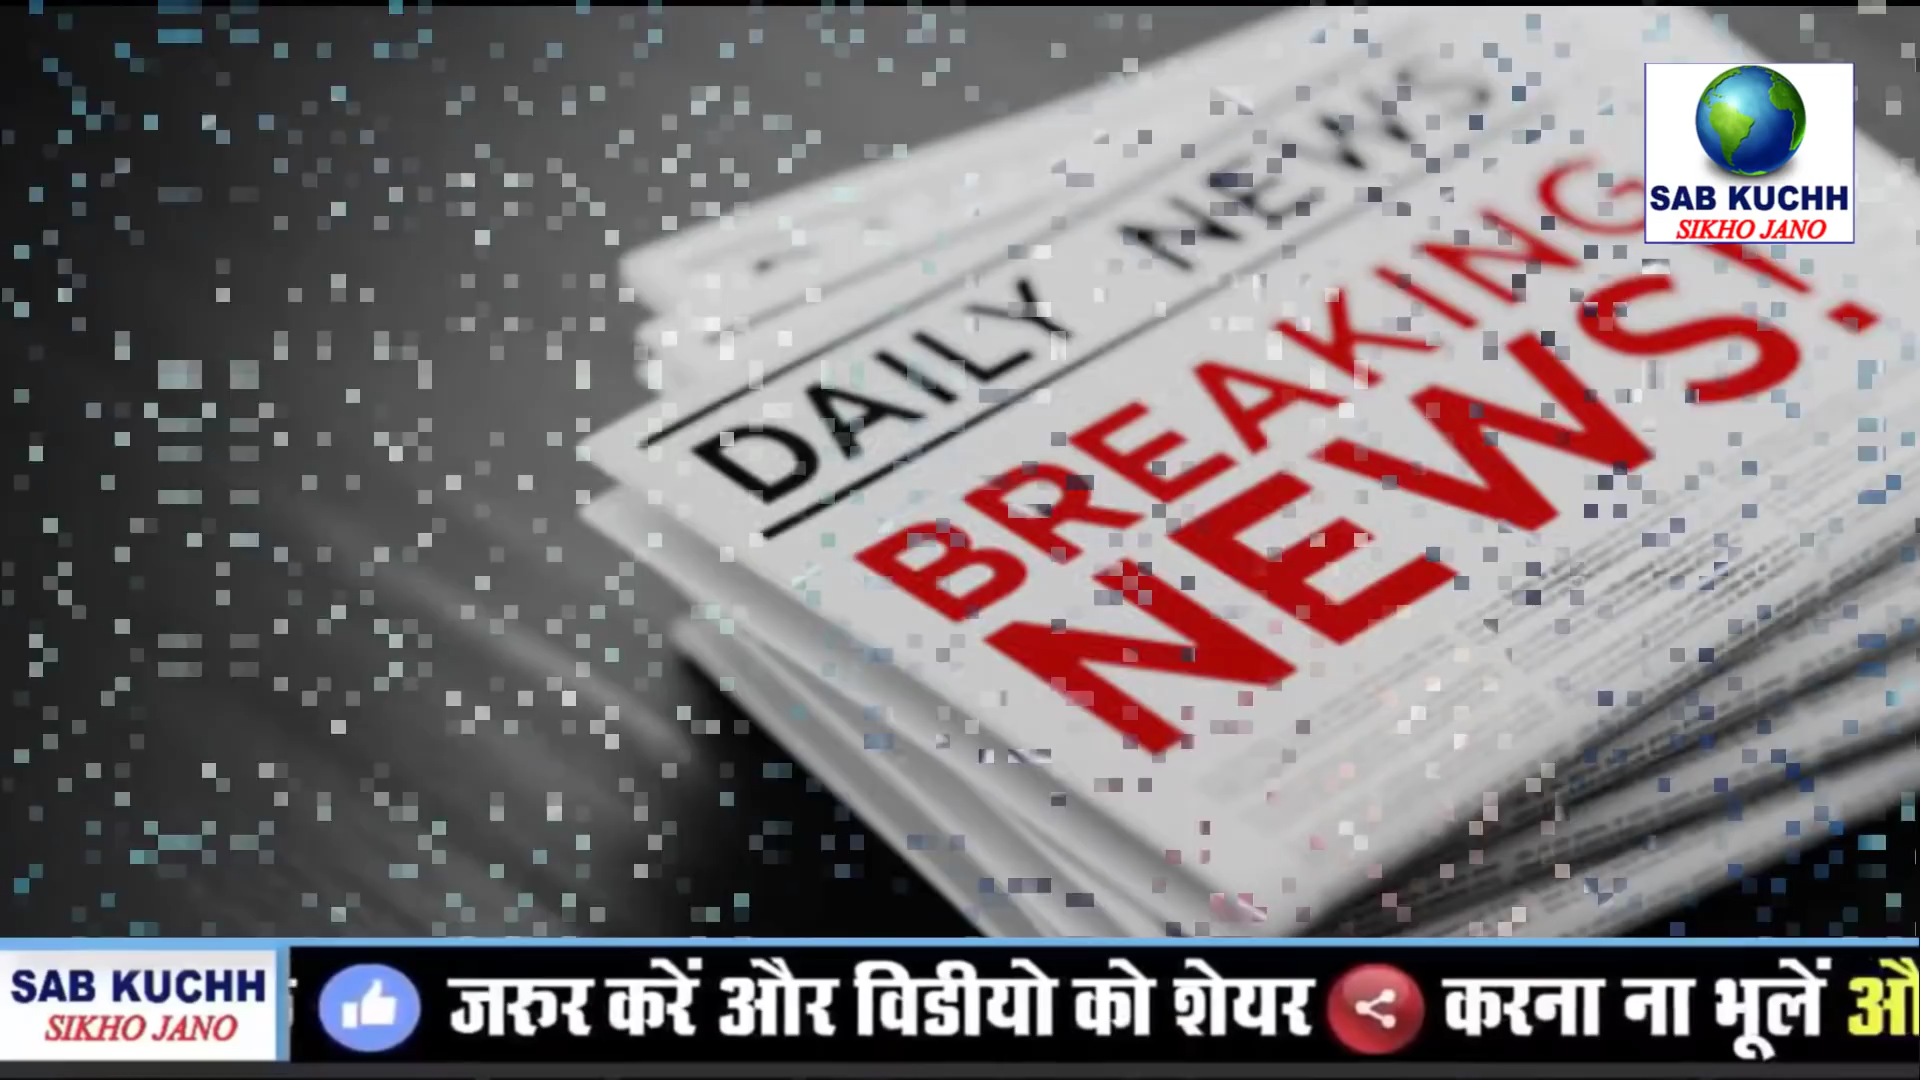 SAB KUCHH
SIKHO JANO
DAILY NEWS
BREAKING
NEWS!
SAB KUCHH
SIKHO JANO
जरूर करें और विडीयो को शेयर करना ना भूलें औ